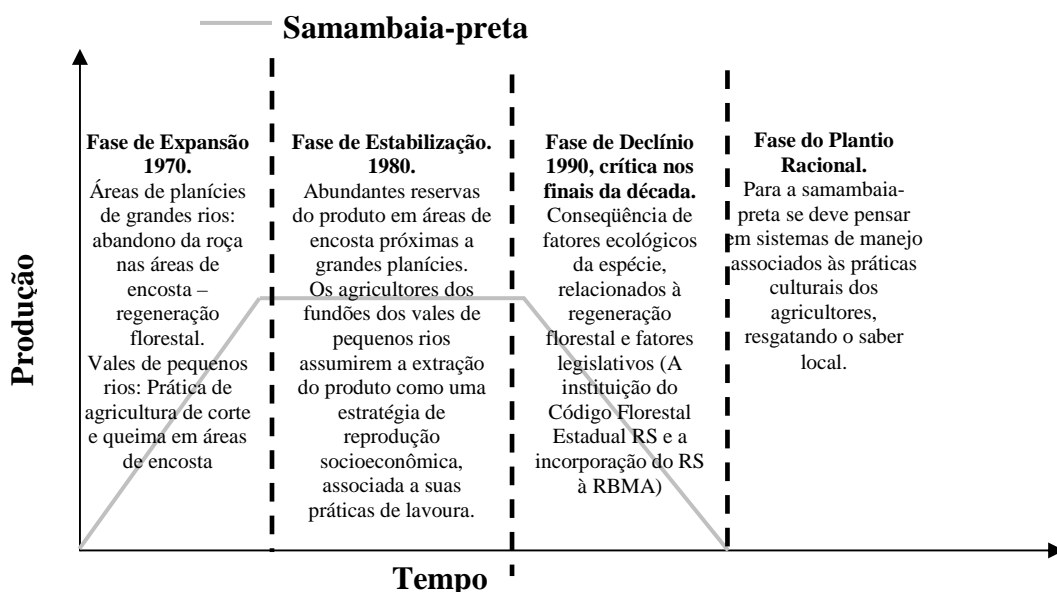 Samambaia-preta
Produção
Fase de Expansão
1970.
Áreas de planícies
de grandes rios:
abandono da roça
nas áreas de
encosta –
regeneração
florestal.
Vales de pequenos
rios: Prática de
agricultura de corte
e queima em áreas
de encosta
Fase de Estabilização.
1980.
Abundantes reservas
do produto em áreas de
encosta próximas a
grandes planícies.
Os agricultores dos
fundões dos vales de
pequenos rios
assumirem a extração
do produto como uma
estratégia de
reprodução
socioeconômica,
associada a suas
práticas de lavoura.
Fase de Declínio
1990, crítica nos
finais da década.
Conseqüência de
fatores ecológicos
da espécie,
relacionados à
regeneração
florestal e fatores
legislativos (A
instituição do
Código Florestal
Estadual RS e a
incorporação do RS
à RBMA)
Fase do Plantio
Racional.
Para a samambaia-
preta se deve pensar
em sistemas de manejo
associados às práticas
culturais dos
agricultores,
resgatando o saber
local.
Tempo